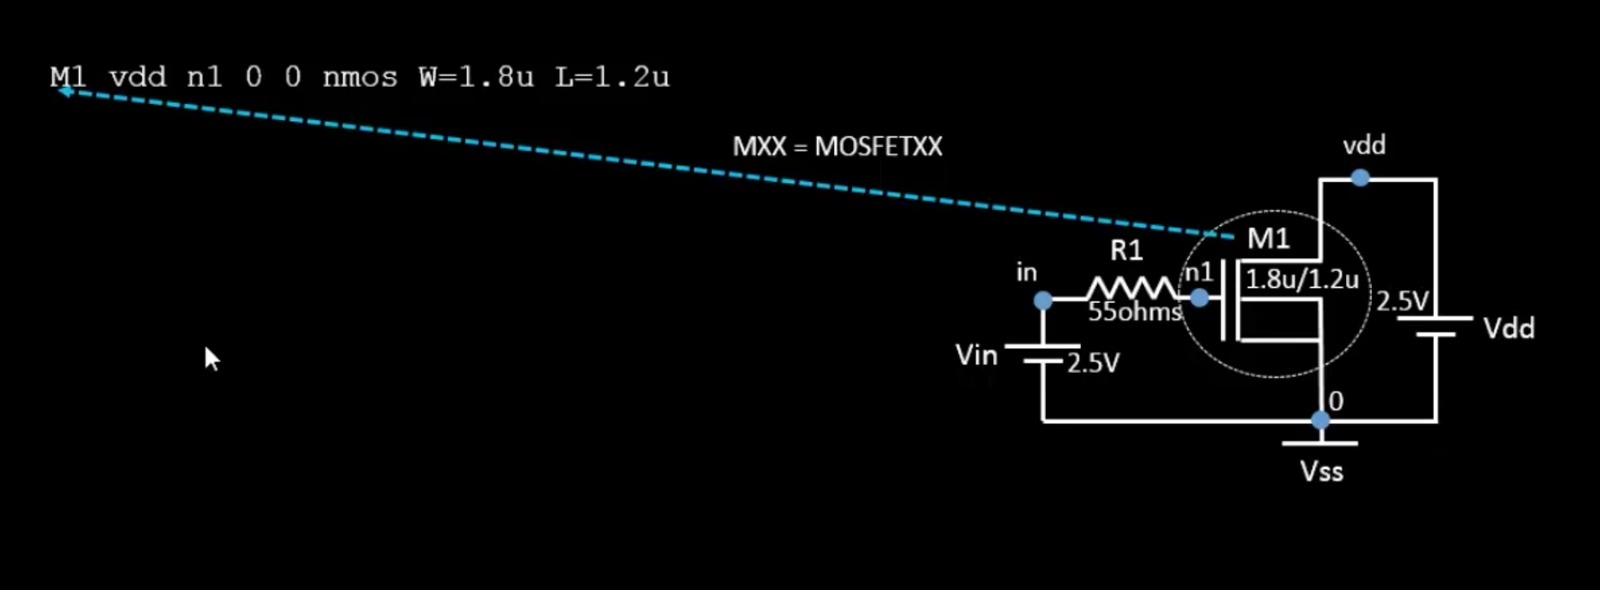 M1 vdd n1 0 0 nmos W=1.8u L=1.2u
MXX = MOSFETXX
vdd
M1
R1
in
n1
1.8u/1.2u
2.5V
55ohms
Vdd
Vin
2.5V
0
Vss